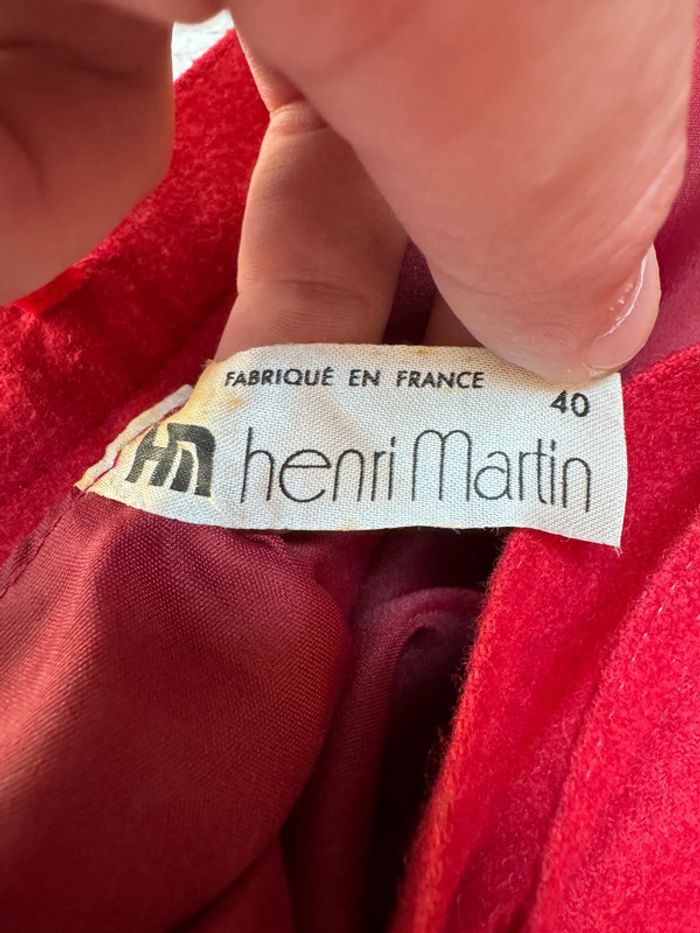 FABRIQUÉ EN FRANCE
40
HM henri Martin